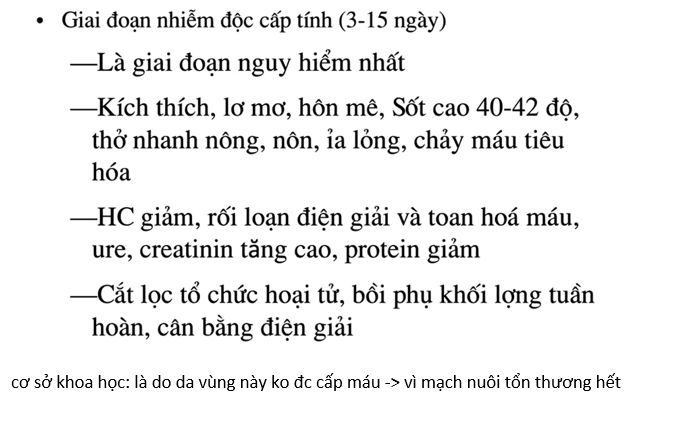 • Giai đoạn nhiễm độc cấp tính (3-15 ngày)
—Là giai đoạn nguy hiểm nhất
—Kích thích, lơ mơ, hôn mê, Sốt cao 40-42 độ,
thở nhanh nông, nôn, ỉa lỏng, chảy máu tiêu
hóa
—HC giảm, rối loạn điện giải và toan hoá máu,
ure, creatinin tăng cao, protein giảm
—Cắt lọc tổ chức hoại tử, bồi phụ khối lợng tuần
hoàn, cân bằng điện giải
cơ sở khoa học: là do da vùng này ko đc cấp máu -> vì mạch nuôi tổn thương hết